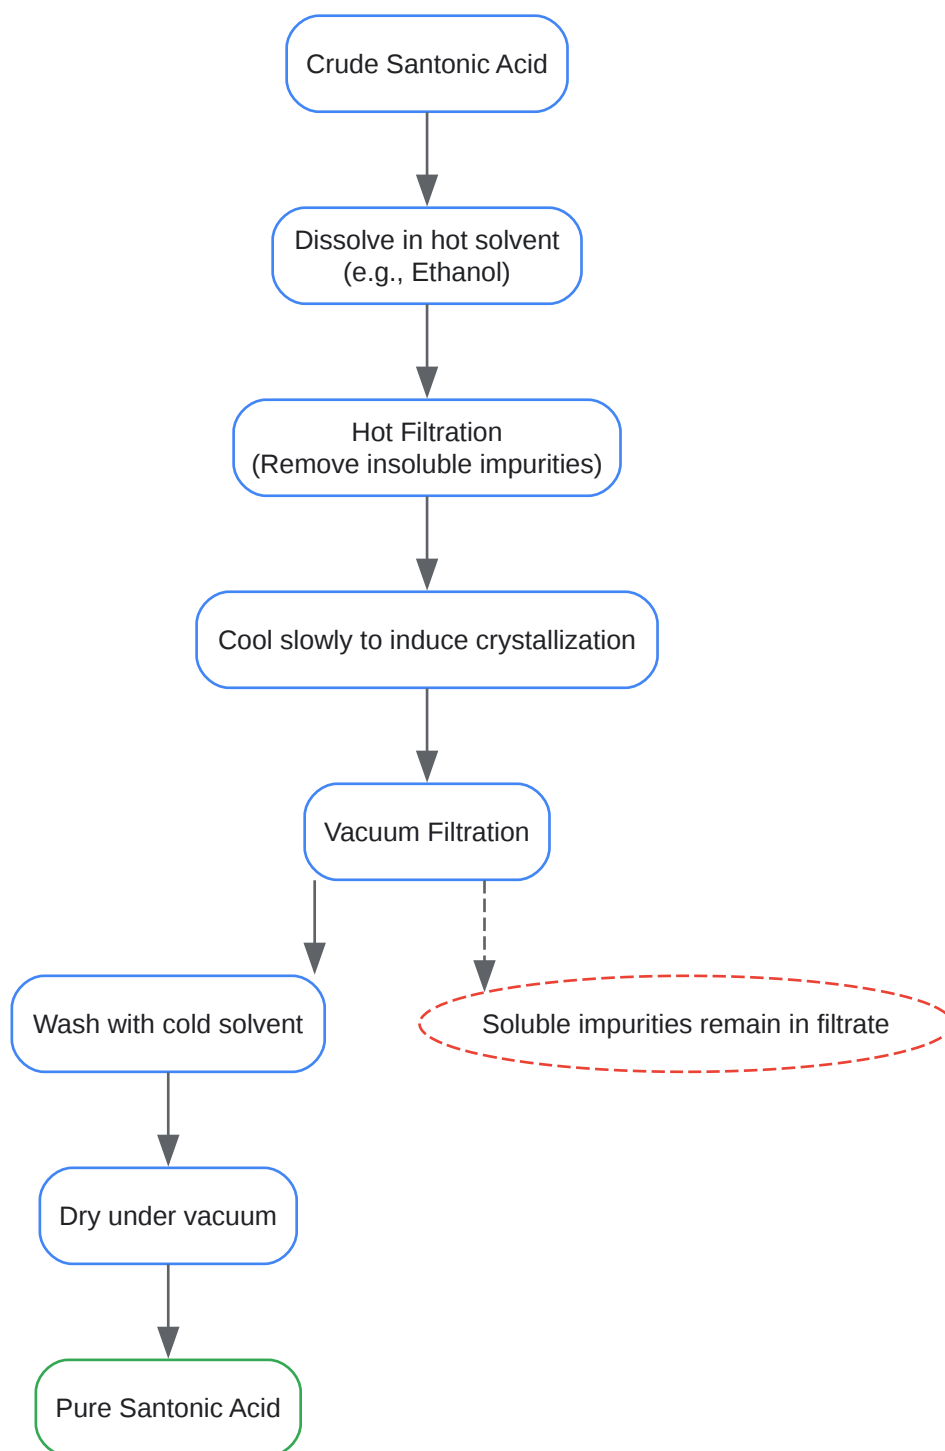 Crude Santonic Acid
Dissolve in hot solvent
(e.g., Ethanol)
Hot Filtration
(Remove insoluble impurities)
Cool slowly to induce crystallization
Vacuum Filtration
Wash with cold solvent
Soluble impurities remain in filtrate
Dry under vacuum
Pure Santonic Acid